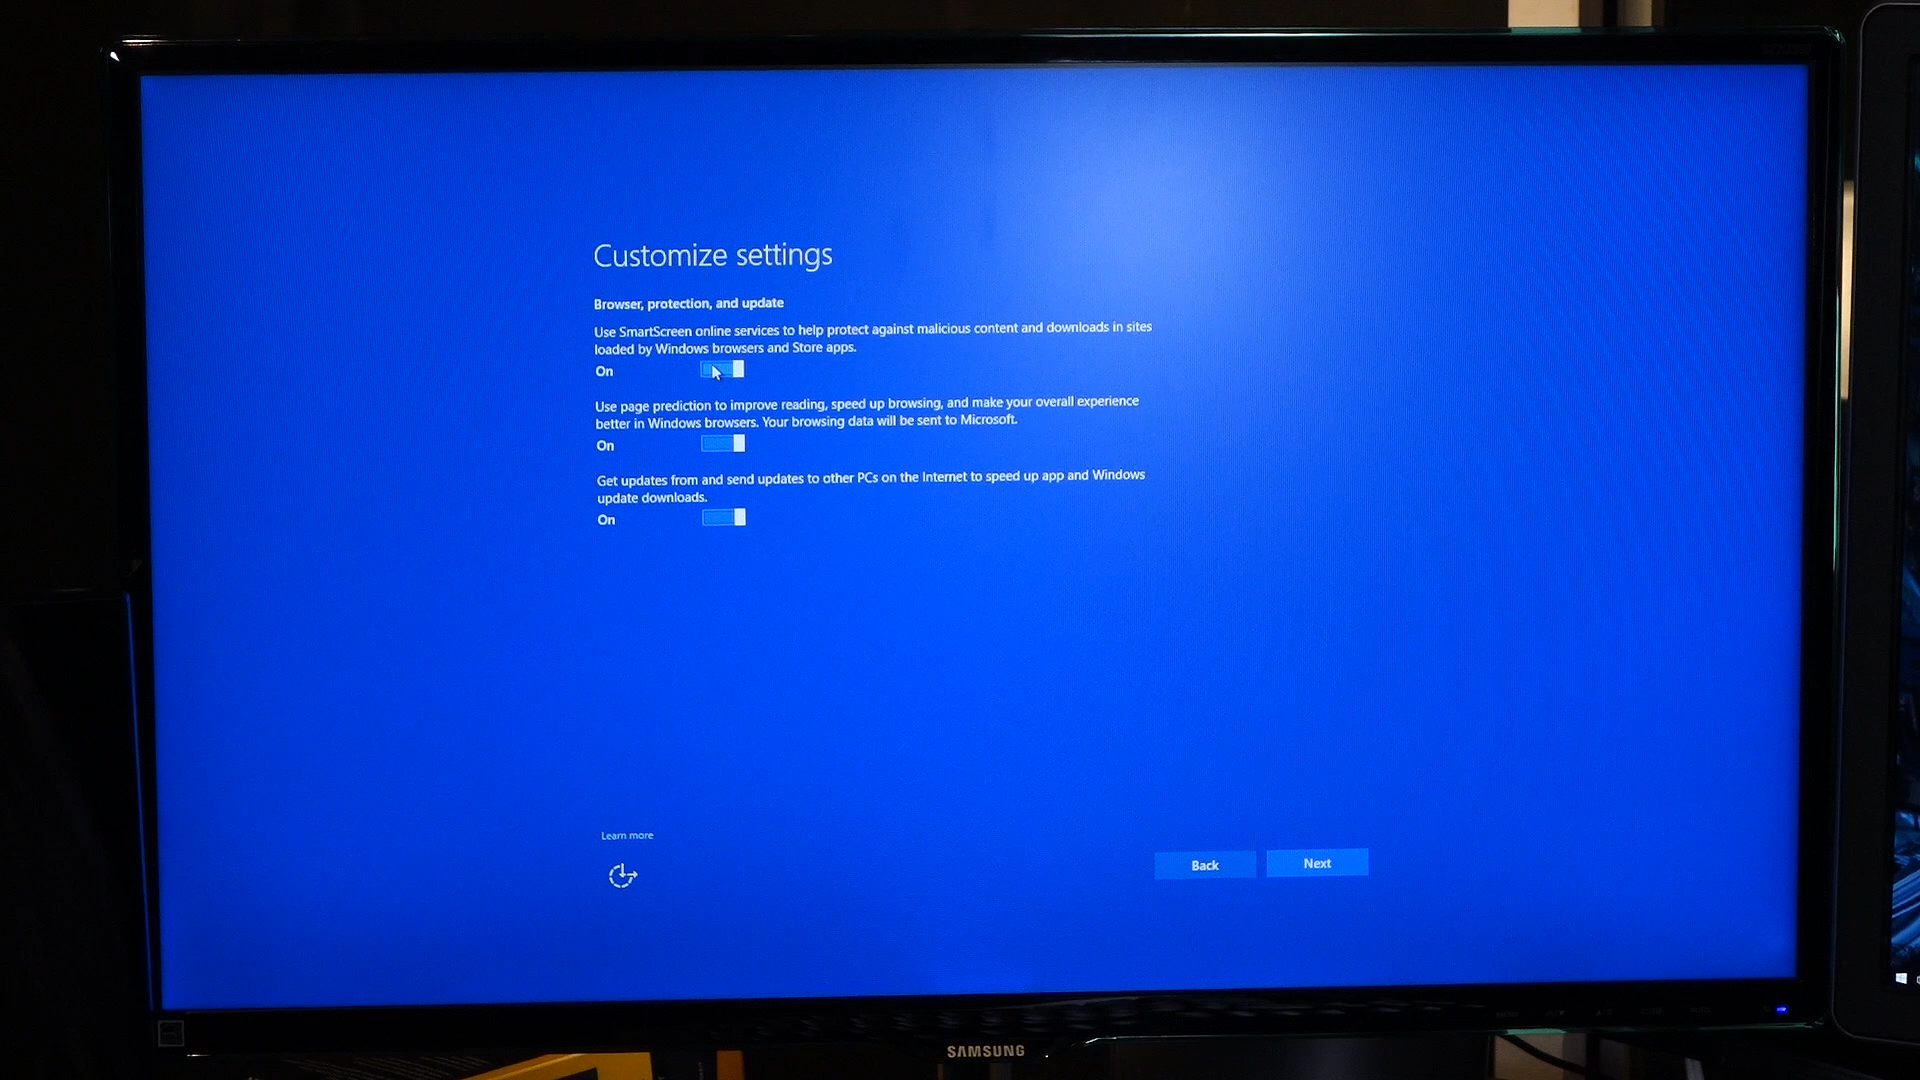 Customize settings
Browser, protection, and update
Use SmartScreen online services to help protect against malicious content and downloads in sites
loaded by Windows browsers and Store apps.
On
Use page prediction to improve reading, speed up browsing, and make your overall experience
better in Windows browsers. Your browsing data will be sent to Microsoft.
On
Get updates from and send updates to other PCs on the Internet to speed up app and Windows
update downloads.
On
Learn more
Back
Next
SAMSUNG